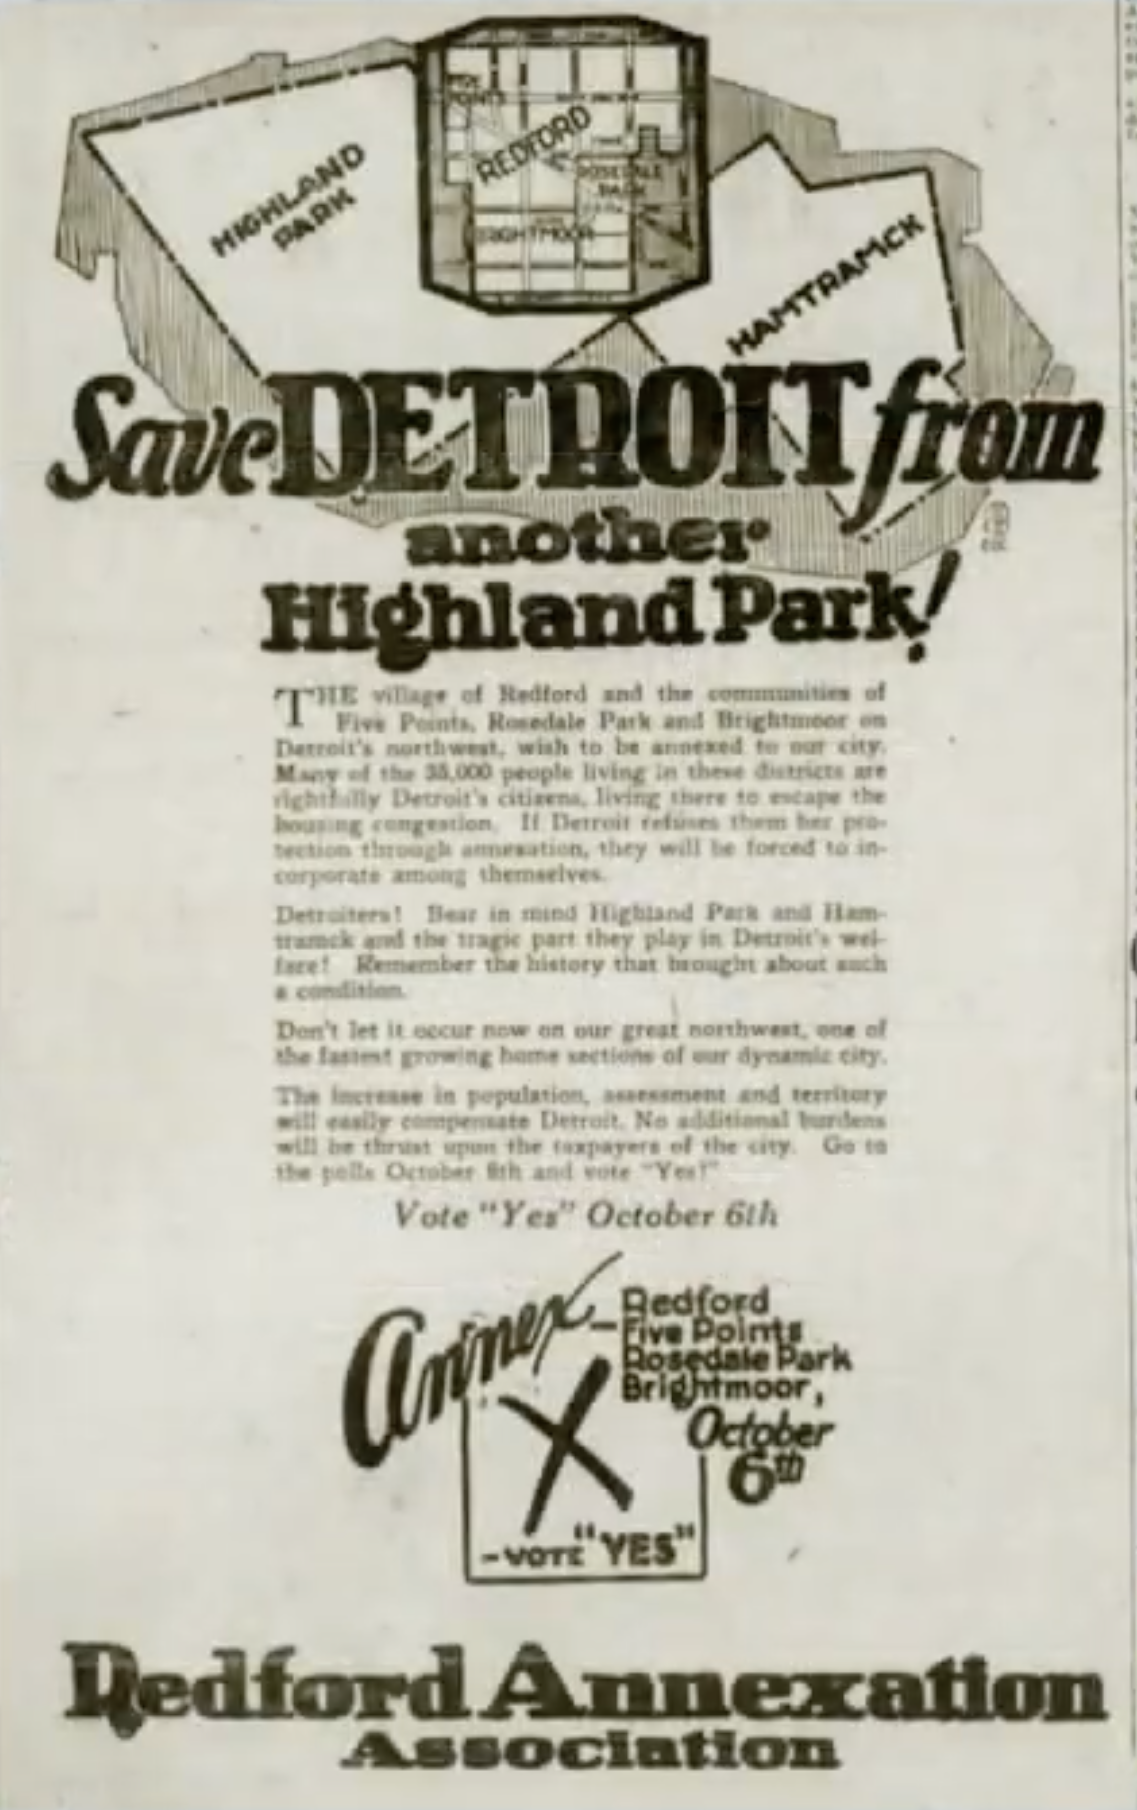 FIVE
POINTS
REDFORD
ROSEDALE
PARK
BRIGHTMOOR
HIGHLAND
PARK
HAMTRAMCK
Save DETROIT from
another
Highland Park!
THE village of Redford and the communities of
Five Points, Rosedale Park and Brightmoor on
Detroit's northwest, wish to be annexed to our city.
Many of the 35,000 people living in these districts are
rightfully Detroit's citizens, living there to escape the
housing congestion. If Detroit refuses them her pro-
tection through annexation, they will be forced to in-
corporate among themselves.
Detroiters! Bear in mind Highland Park and Ham-
tramck and the tragic part they play in Detroit's wel-
fare! Remember the history that brought about such
a condition.
Don't let it occur now on our great northwest, one of
the fastest growing home sections of our dynamic city.
The increase in population, assessment and territory
will easily compensate Detroit. No additional burdens
will be thrust upon the taxpayers of the city. Go to
the polls October 6th and vote "Yes!"
Vote "Yes" October 6th
Annex - Redford
Five Points
Rosedale Park
Brightmoor,
October
6th
-VOTE "YES"
Redford Annexation
Association